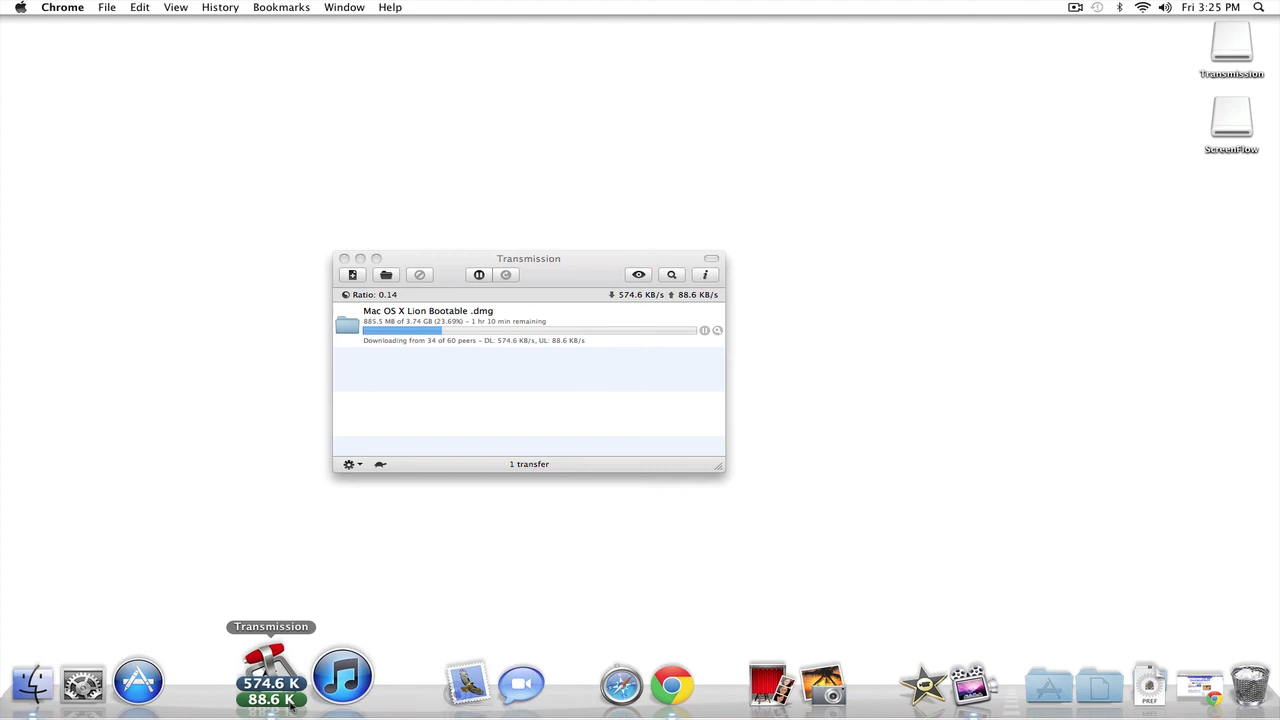 Chrome File Edit View History Bookmarks Window Help Fri 3:25 PM
Transmission
ScreenFlow
Transmission
Ratio: 0.14 574.6 KB/s 88.6 KB/s
Mac OS X Lion Bootable .dmg
885.5 MB of 3.74 GB (23.69%) – 1 hr 10 min remaining
Downloading from 34 of 60 peers – DL: 574.6 KB/s, UL: 88.6 KB/s
1 transfer
Transmission
574.6 K
88.6 K
PREF